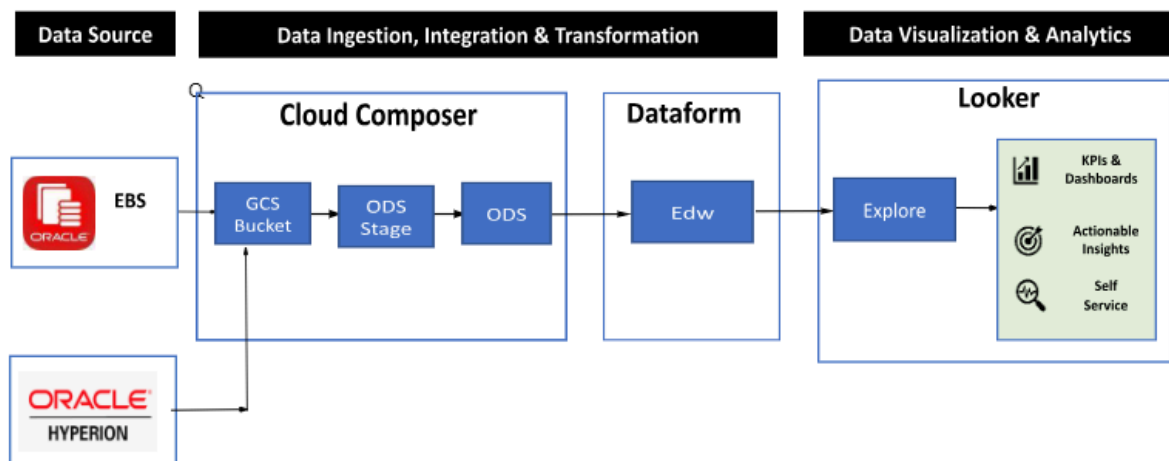 Data Source
Data Ingestion, Integration & Transformation
Data Visualization & Analytics
Q
Cloud Composer
Dataform
Looker
EBS
ORACLE
GCS
Bucket
ODS
Stage
ODS
Edw
Explore
KPIs &
Dashboards
Actionable
Insights
Self
Service
ORACLE
HYPERION